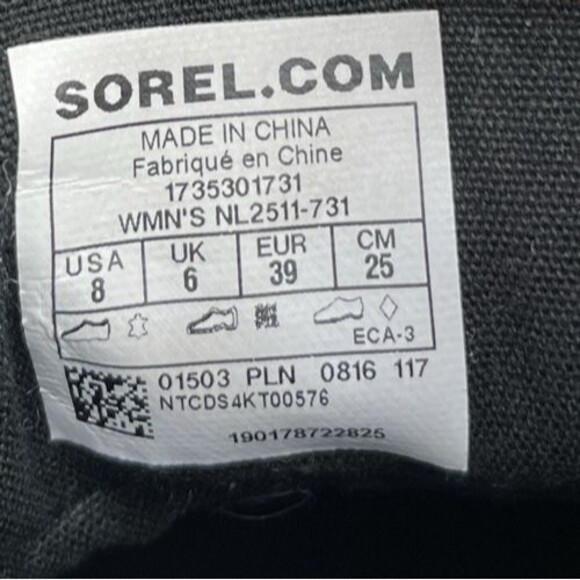 SOREL.COM
MADE IN CHINA
Fabriqué en Chine
1735301731
WMN'S NL2511-731
USA UK EUR CM
8 6 39 25
ECA-3
01503 PLN 0816 117
NTCDS4KT00576
190178722825